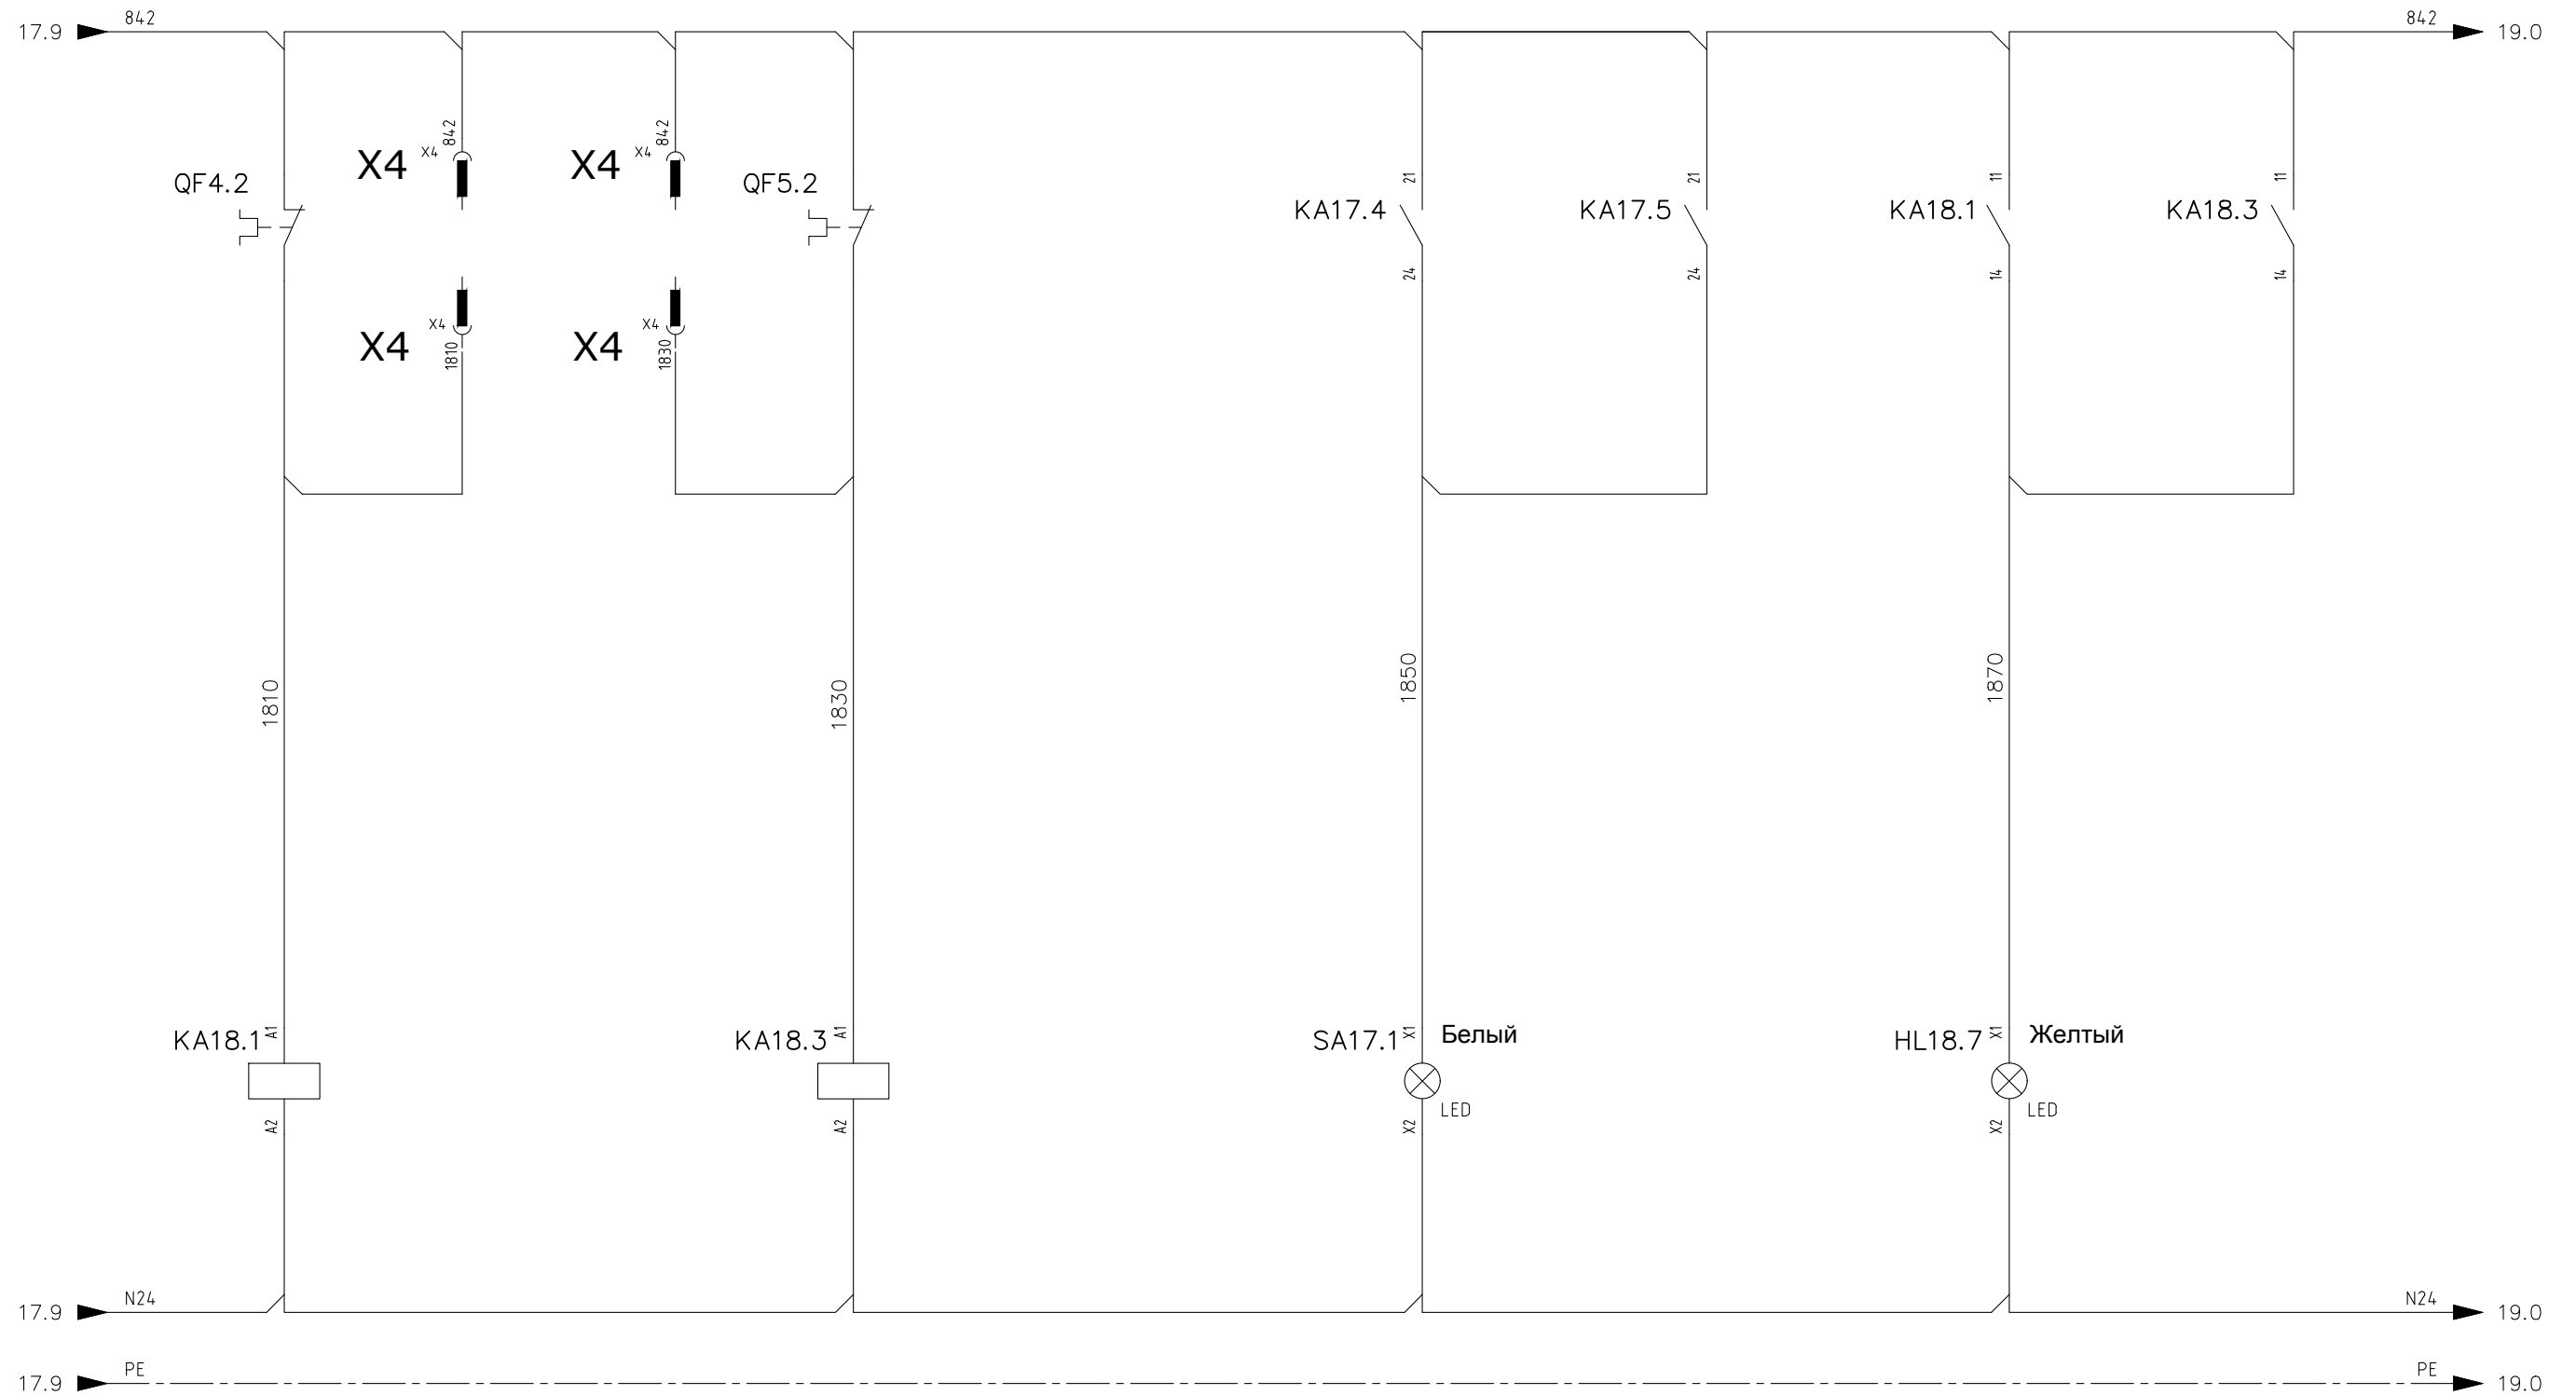 842
842
17.9
19.0
842
842
X4
X4
X4
X4
QF4.2
QF5.2
21
21
11
11
KA17.4
KA17.5
KA18.1
KA18.3
24
24
14
14
X4
X4
X4
1810
X4
1830
1810
1830
1850
1870
KA18.1
A1
KA18.3
A1
SA17.1
X1
Белый
HL18.7
X1
Желтый
LED
LED
A2
A2
X2
X2
N24
N24
17.9
19.0
PE
PE
17.9
19.0